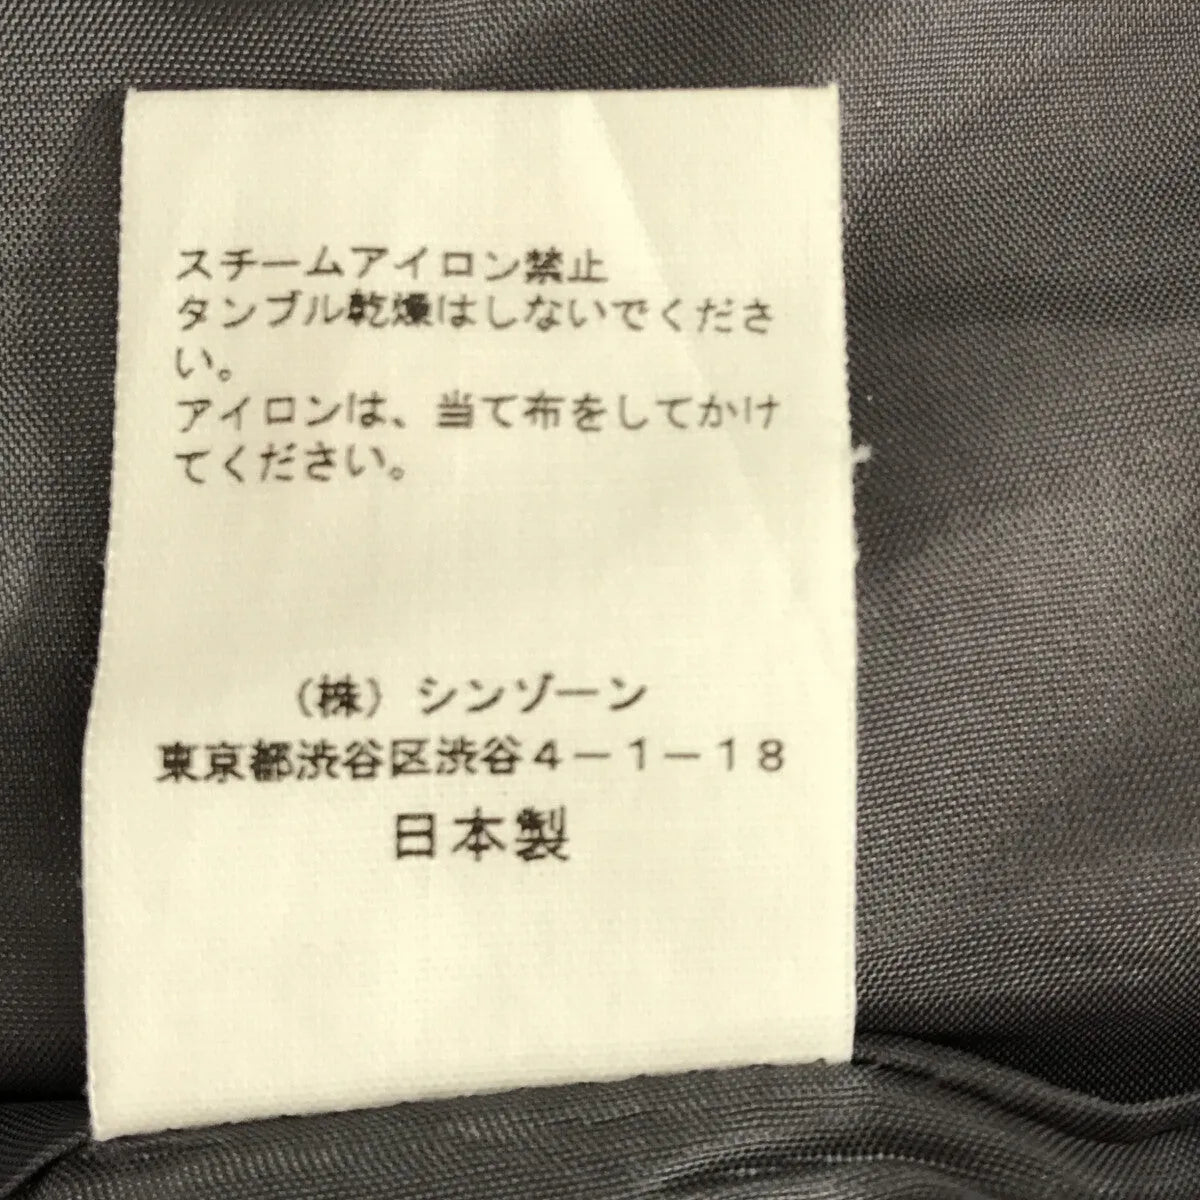 スチームアイロン禁止
タンブル乾燥はしないでくださ
い。
アイロンは、当て布をしてかけ
てください。
（株）シンゾーン
東京都渋谷区渋谷４－１－１８
日本製